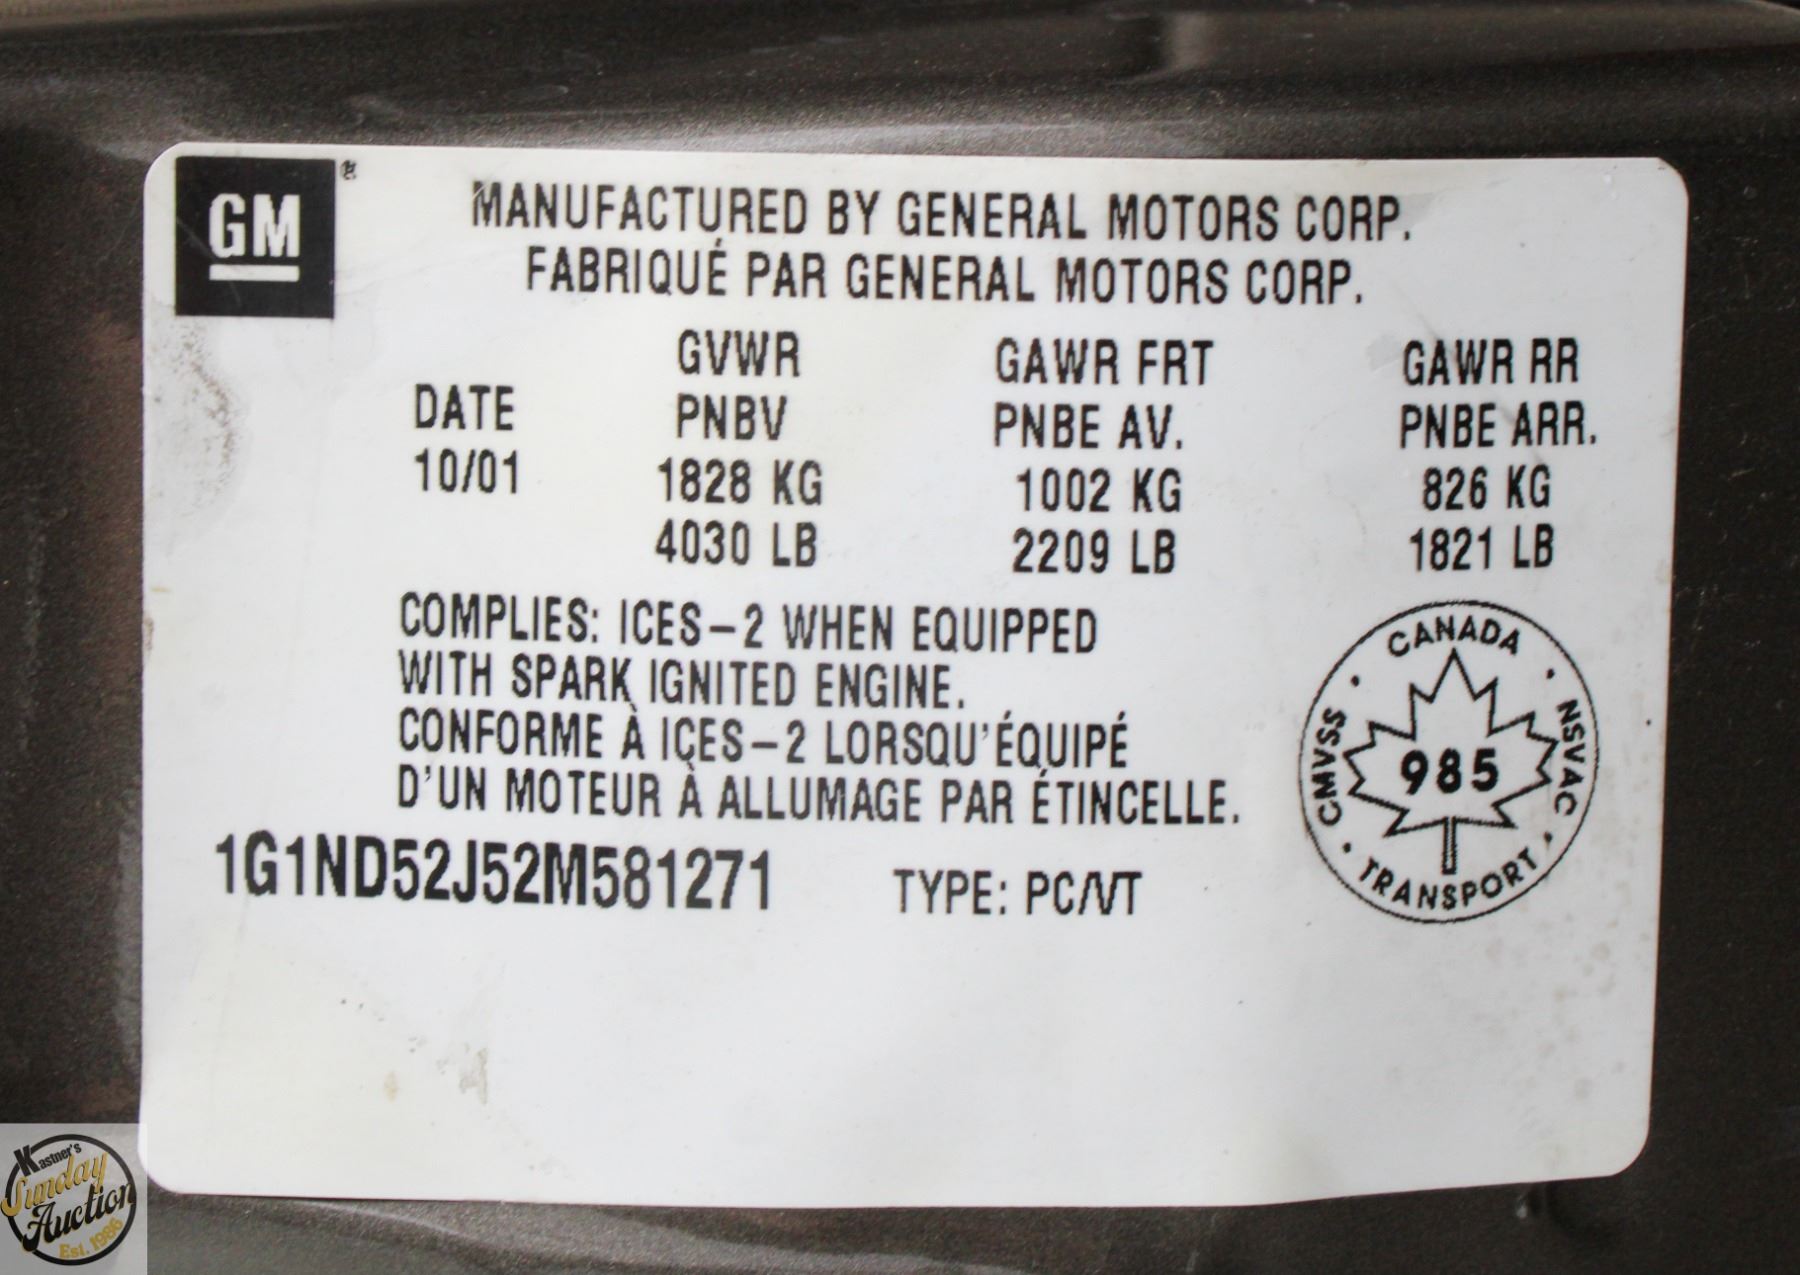 GM
MANUFACTURED BY GENERAL MOTORS CORP.
FABRIQUÉ PAR GENERAL MOTORS CORP.
GVWR GAWR FRT GAWR RR
DATE PNBV PNBE AV. PNBE ARR.
10/01 1828 KG 1002 KG 826 KG
4030 LB 2209 LB 1821 LB
COMPLIES: ICES-2 WHEN EQUIPPED
WITH SPARK IGNITED ENGINE.
CONFORME À ICES-2 LORSQU'ÉQUIPÉ
D'UN MOTEUR À ALLUMAGE PAR ÉTINCELLE.
1G1ND52J52M581271 TYPE: PC/VT
CANADA
CMVSS · NSVAC
985
TRANSPORT
Kastner's
Sunday
Auction
Est. 1986